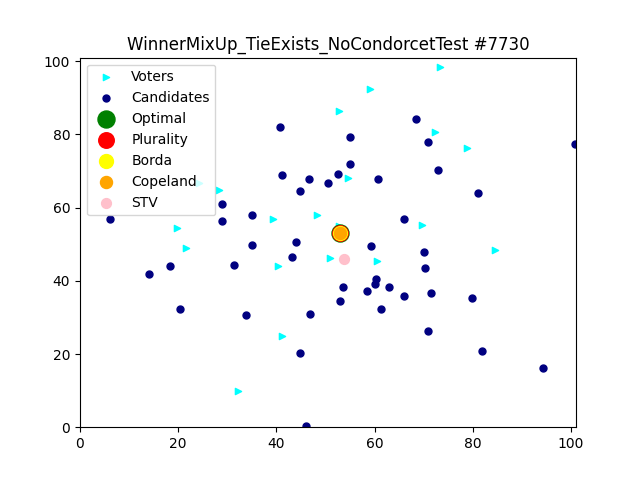 WinnerMixUp_TieExists_NoCondorcetTest #7730
Voters
Candidates
Optimal
Plurality
Borda
Copeland
STV
100
80
60
40
20
0
0 20 40 60 80 100